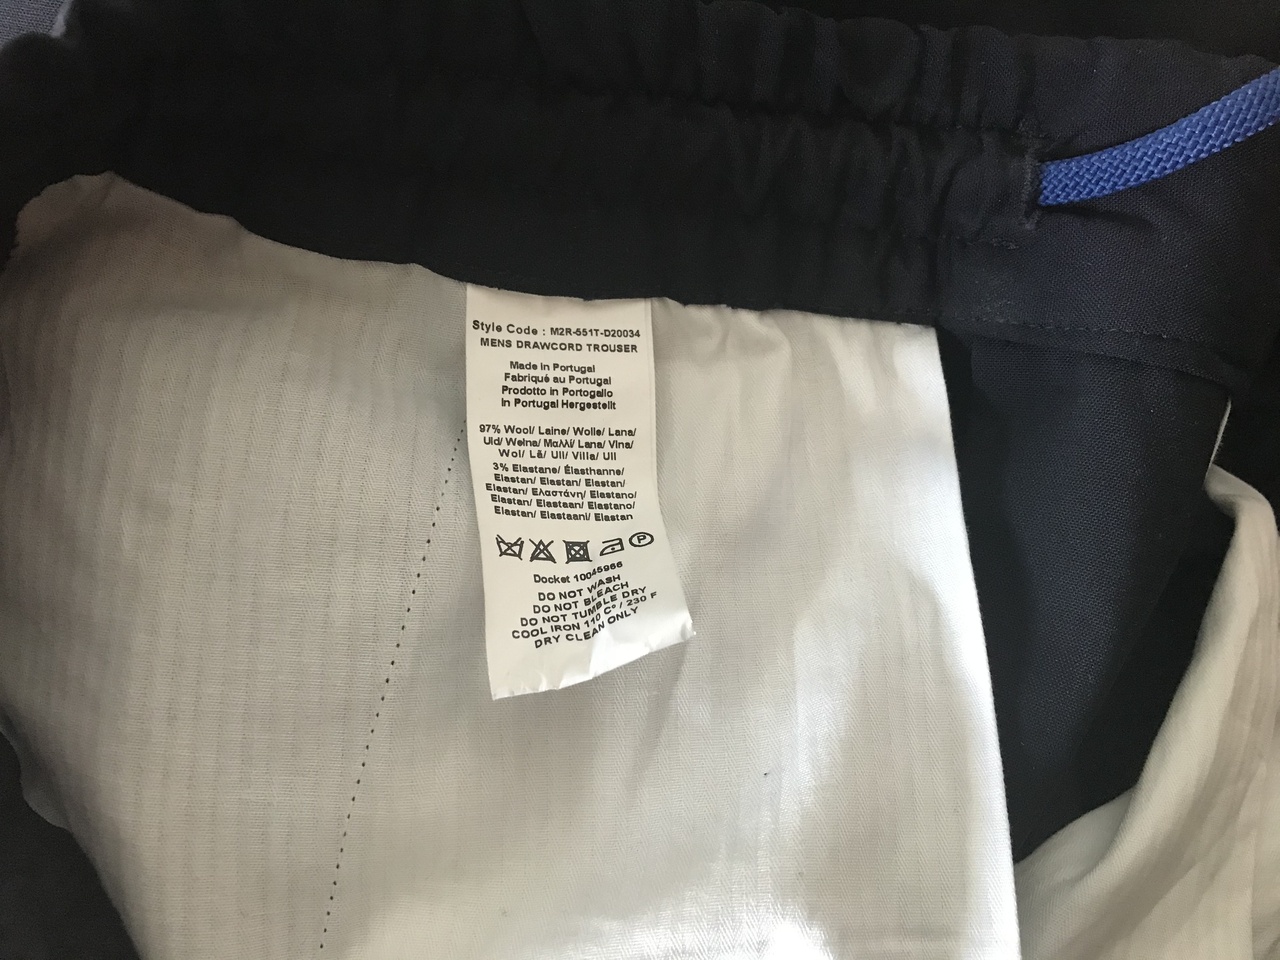 Style Code : M2R-551T-D20034
MENS DRAWCORD TROUSER
Made in Portugal
Fabriqué au Portugal
Prodotto in Portogallo
In Portugal Hergestellt
97% Wool/ Laine/ Wolle/ Lana/
Uld/ Wełna/ Μαλλί/ Lana/ Vlna/
Wol/ Lã/ Ull/ Villa/ Ull
3% Elastane/ Élasthanne/
Elastan/ Elastan/ Elastan/
Elastan/ Ελαστάνη/ Elastano/
Elastan/ Elastaan/ Elastano/
Elastan/ Elastaani/ Elastan
P
Docket 10045966
DO NOT WASH
DO NOT BLEACH
DO NOT TUMBLE DRY
COOL IRON 110 C° / 230 F
DRY CLEAN ONLY